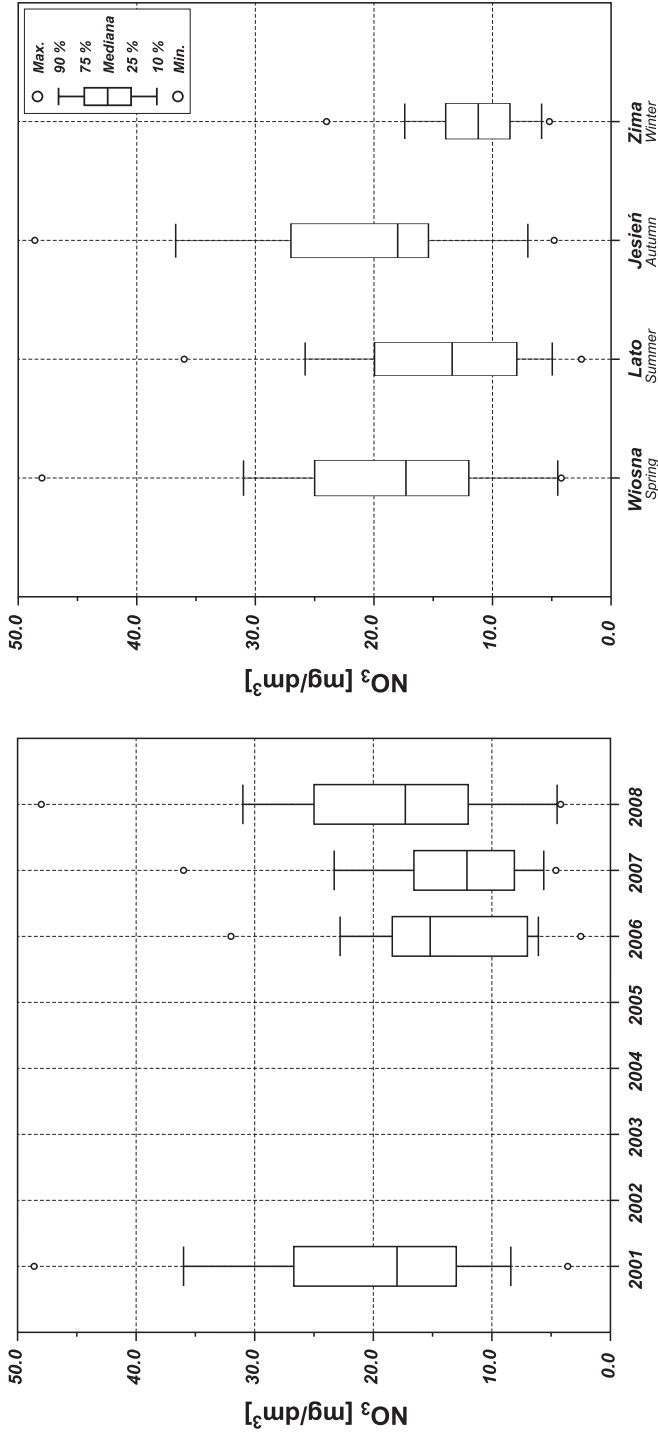 NO₃ [mg/dm³]
50.0
40.0
30.0
20.0
10.0
0.0
2001
2002
2003
2004
2005
2006
2007
2008
NO₃ [mg/dm³]
50.0
40.0
30.0
20.0
10.0
0.0
Wiosna
Spring
Lato
Summer
Jesień
Autumn
Zima
Winter
Max.
90 %
75 %
Mediana
25 %
10 %
Min.